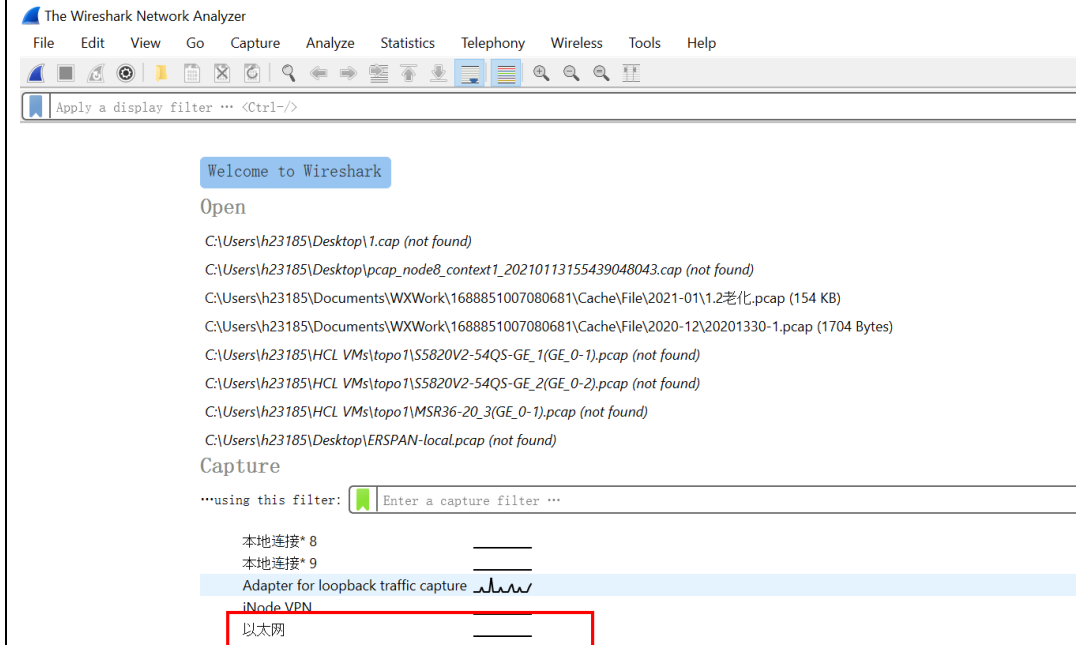 The Wireshark Network Analyzer
File Edit View Go Capture Analyze Statistics Telephony Wireless Tools Help
Apply a display filter … <Ctrl-/>
Welcome to Wireshark
Open
C:\Users\h23185\Desktop\1.cap (not found)
C:\Users\h23185\Desktop\pcap_node8_context1_20210113155439048043.cap (not found)
C:\Users\h23185\Documents\WXWork\1688851007080681\Cache\File\2021-01\1.2老化.pcap (154 KB)
C:\Users\h23185\Documents\WXWork\1688851007080681\Cache\File\2020-12\20201330-1.pcap (1704 Bytes)
C:\Users\h23185\HCL VMs\topo1\S5820V2-54QS-GE_1(GE_0-1).pcap (not found)
C:\Users\h23185\HCL VMs\topo1\S5820V2-54QS-GE_2(GE_0-2).pcap (not found)
C:\Users\h23185\HCL VMs\topo1\MSR36-20_3(GE_0-1).pcap (not found)
C:\Users\h23185\Desktop\ERSPAN-local.pcap (not found)
Capture
…using this filter: Enter a capture filter …
本地连接* 8
本地连接* 9
Adapter for loopback traffic capture
iNode VPN
以太网